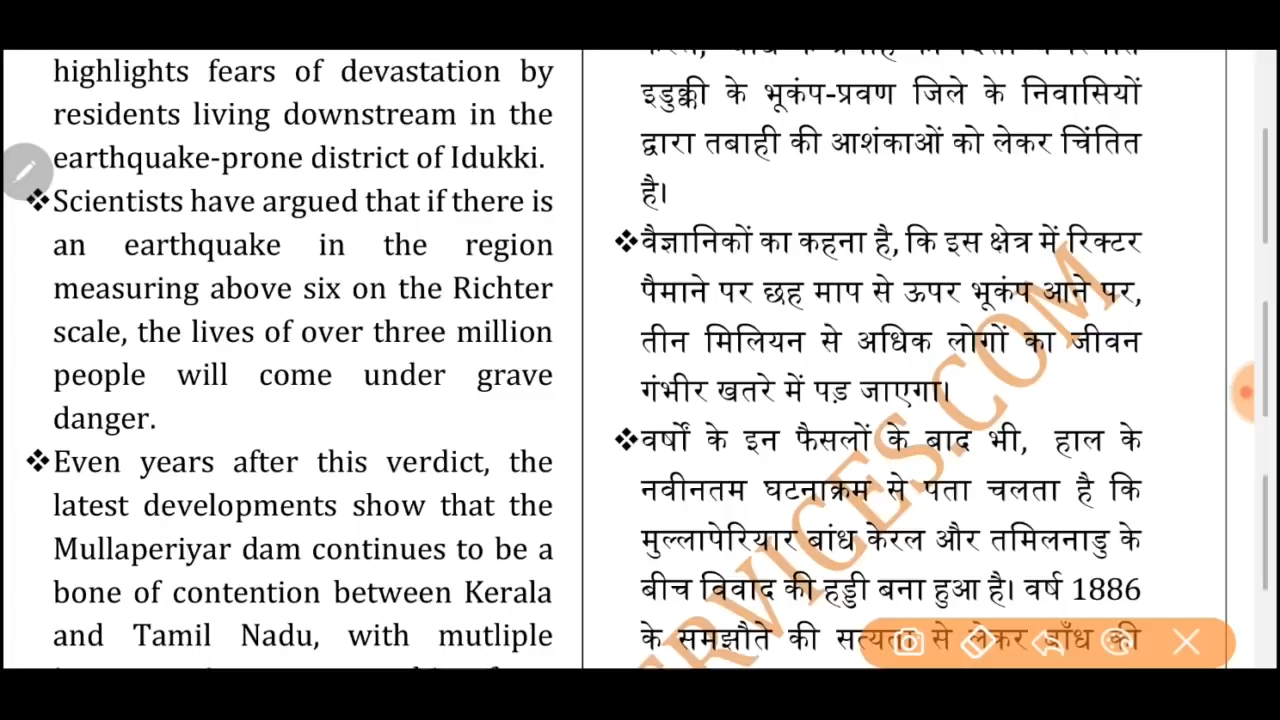 highlights fears of devastation by
residents living downstream in the
earthquake-prone district of Idukki.
❖Scientists have argued that if there is
an earthquake in the region
measuring above six on the Richter
scale, the lives of over three million
people will come under grave
danger.
❖Even years after this verdict, the
latest developments show that the
Mullaperiyar dam continues to be a
bone of contention between Kerala
and Tamil Nadu, with mutliple
इडुक्की के भूकंप-प्रवण जिले के निवासियों
द्वारा तबाही की आशंकाओं को लेकर चिंतित
है।
❖वैज्ञानिकों का कहना है, कि इस क्षेत्र में रिक्टर
पैमाने पर छह माप से ऊपर भूकंप आने पर,
तीन मिलियन से अधिक लोगों का जीवन
गंभीर खतरे में पड़ जाएगा।
❖वर्षों के इन फैसलों के बाद भी, हाल के
नवीनतम घटनाक्रम से पता चलता है कि
मुल्लापेरियार बांध केरल और तमिलनाडु के
बीच विवाद की हड्डी बना हुआ है। वर्ष 1886
के समझौते की सत्यता से लेकर बाँध की
ERVICES.COM